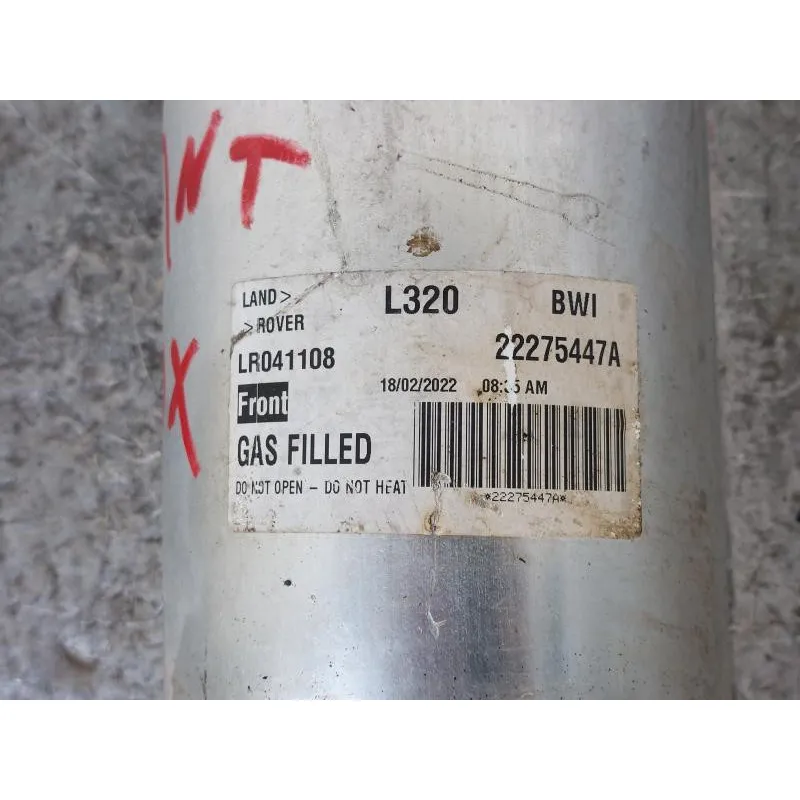 NT
X
LAND>
>ROVER
L320
BWI
LR041108
22275447A
18/02/2022
Front
GAS FILLED
DO NOT OPEN – DO NOT HEAT
*22275447A*